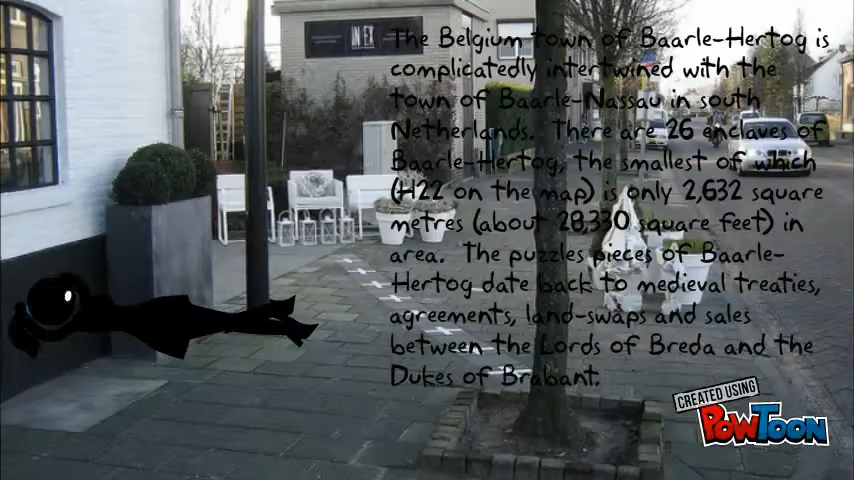 IN EX
The Belgium town of Baarle-Hertog is
complicatedly intertwined with the
town of Baarle-Nassau in south
Netherlands. There are 26 enclaves of
Baarle-Hertog, the smallest of which
(H22 on the map) is only 2,632 square
metres (about 28,330 square feet) in
area. The puzzles pieces of Baarle-
Hertog date back to medieval treaties,
agreements, land-swaps and sales
between the Lords of Breda and the
Dukes of Brabant.
CREATED USING
POWTOON